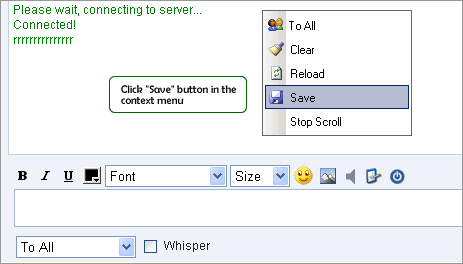 Please wait, connecting to server...
Connected!
rrrrrrrrrrrrrrr
To All
Clear
Reload
Save
Stop Scroll
Click "Save" button in the
context menu
B I U Font Size
To All Whisper